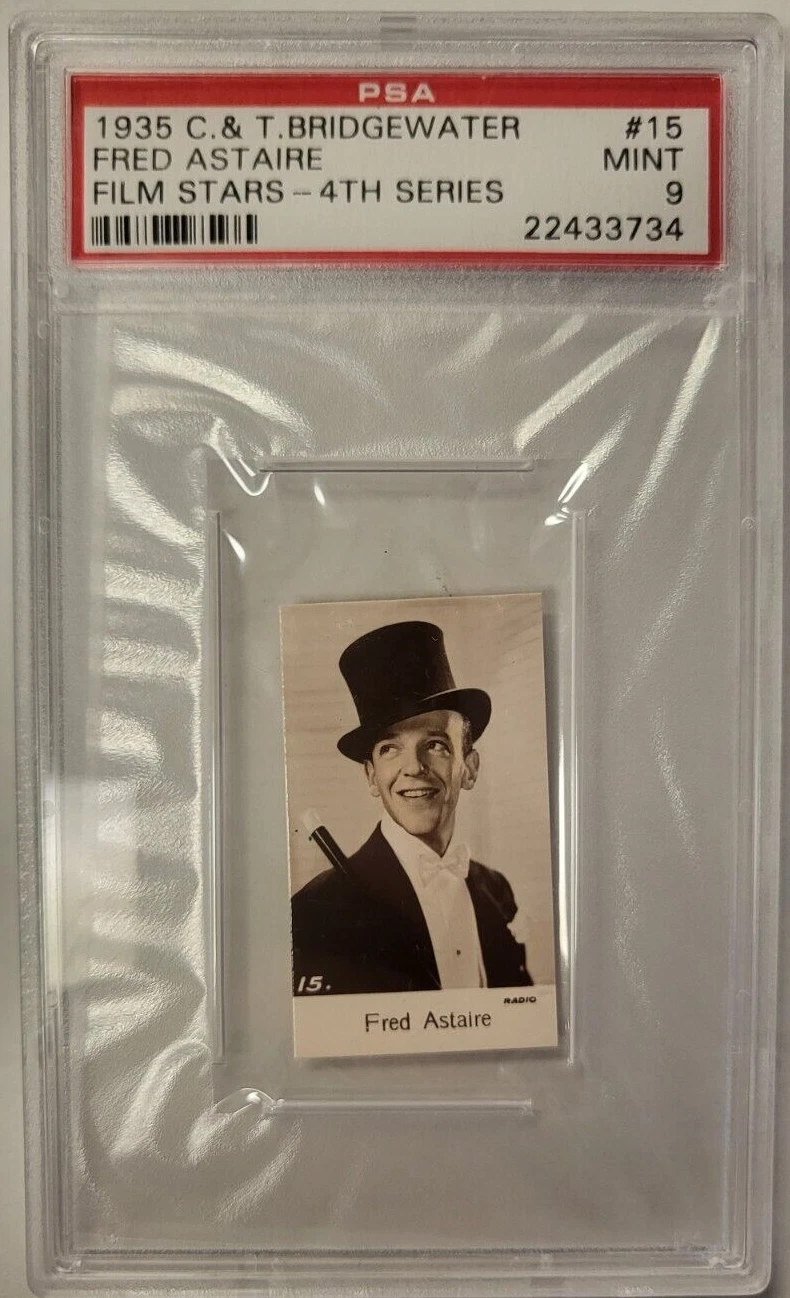 PSA
1935 C.& T.BRIDGEWATER #15
FRED ASTAIRE MINT
FILM STARS - 4TH SERIES 9
22433734
15.
RADIO
Fred Astaire